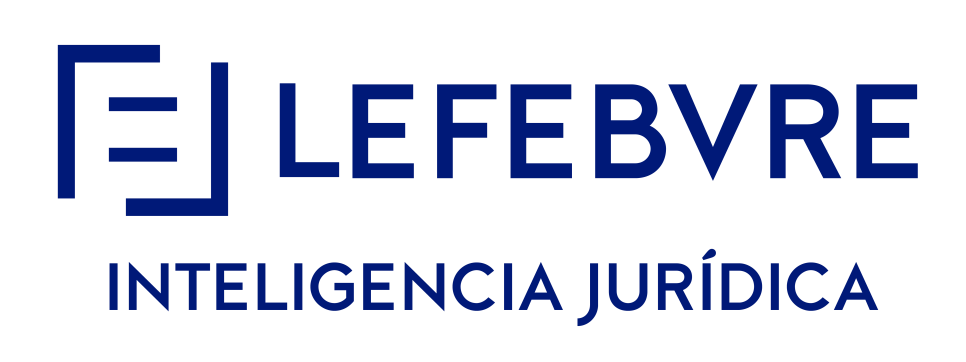 LEFEBVRE
INTELIGENCIA JURÍDICA